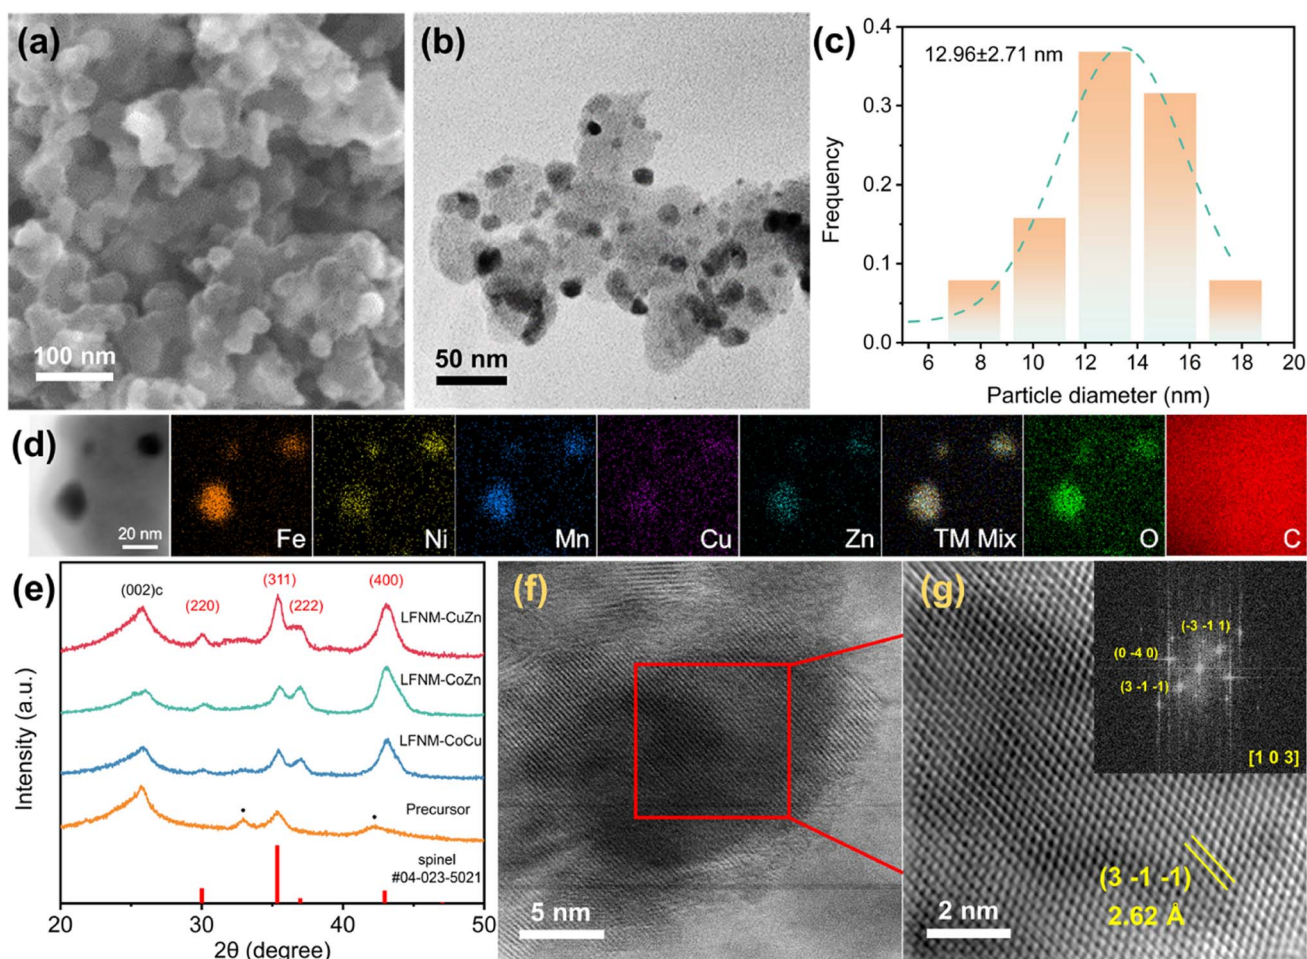 (a)
100 nm
(b)
50 nm
(c)
12.96±2.71 nm
Frequency
0.4
0.3
0.2
0.1
0.0
6 8 10 12 14 16 18 20
Particle diameter (nm)
(d)
20 nm
Fe
Ni
Mn
Cu
Zn
TM Mix
O
C
(e)
(002)c
(220)
(311)
(222)
(400)
LFNM-CuZn
LFNM-CoZn
LFNM-CoCu
Precursor
spinel
#04-023-5021
Intensity (a.u.)
20 30 40 50
2θ (degree)
(f)
5 nm
(g)
(-3 -1 1)
(0 -4 0)
(3 -1 -1)
[1 0 3]
(3 -1 -1)
2.62 Å
2 nm